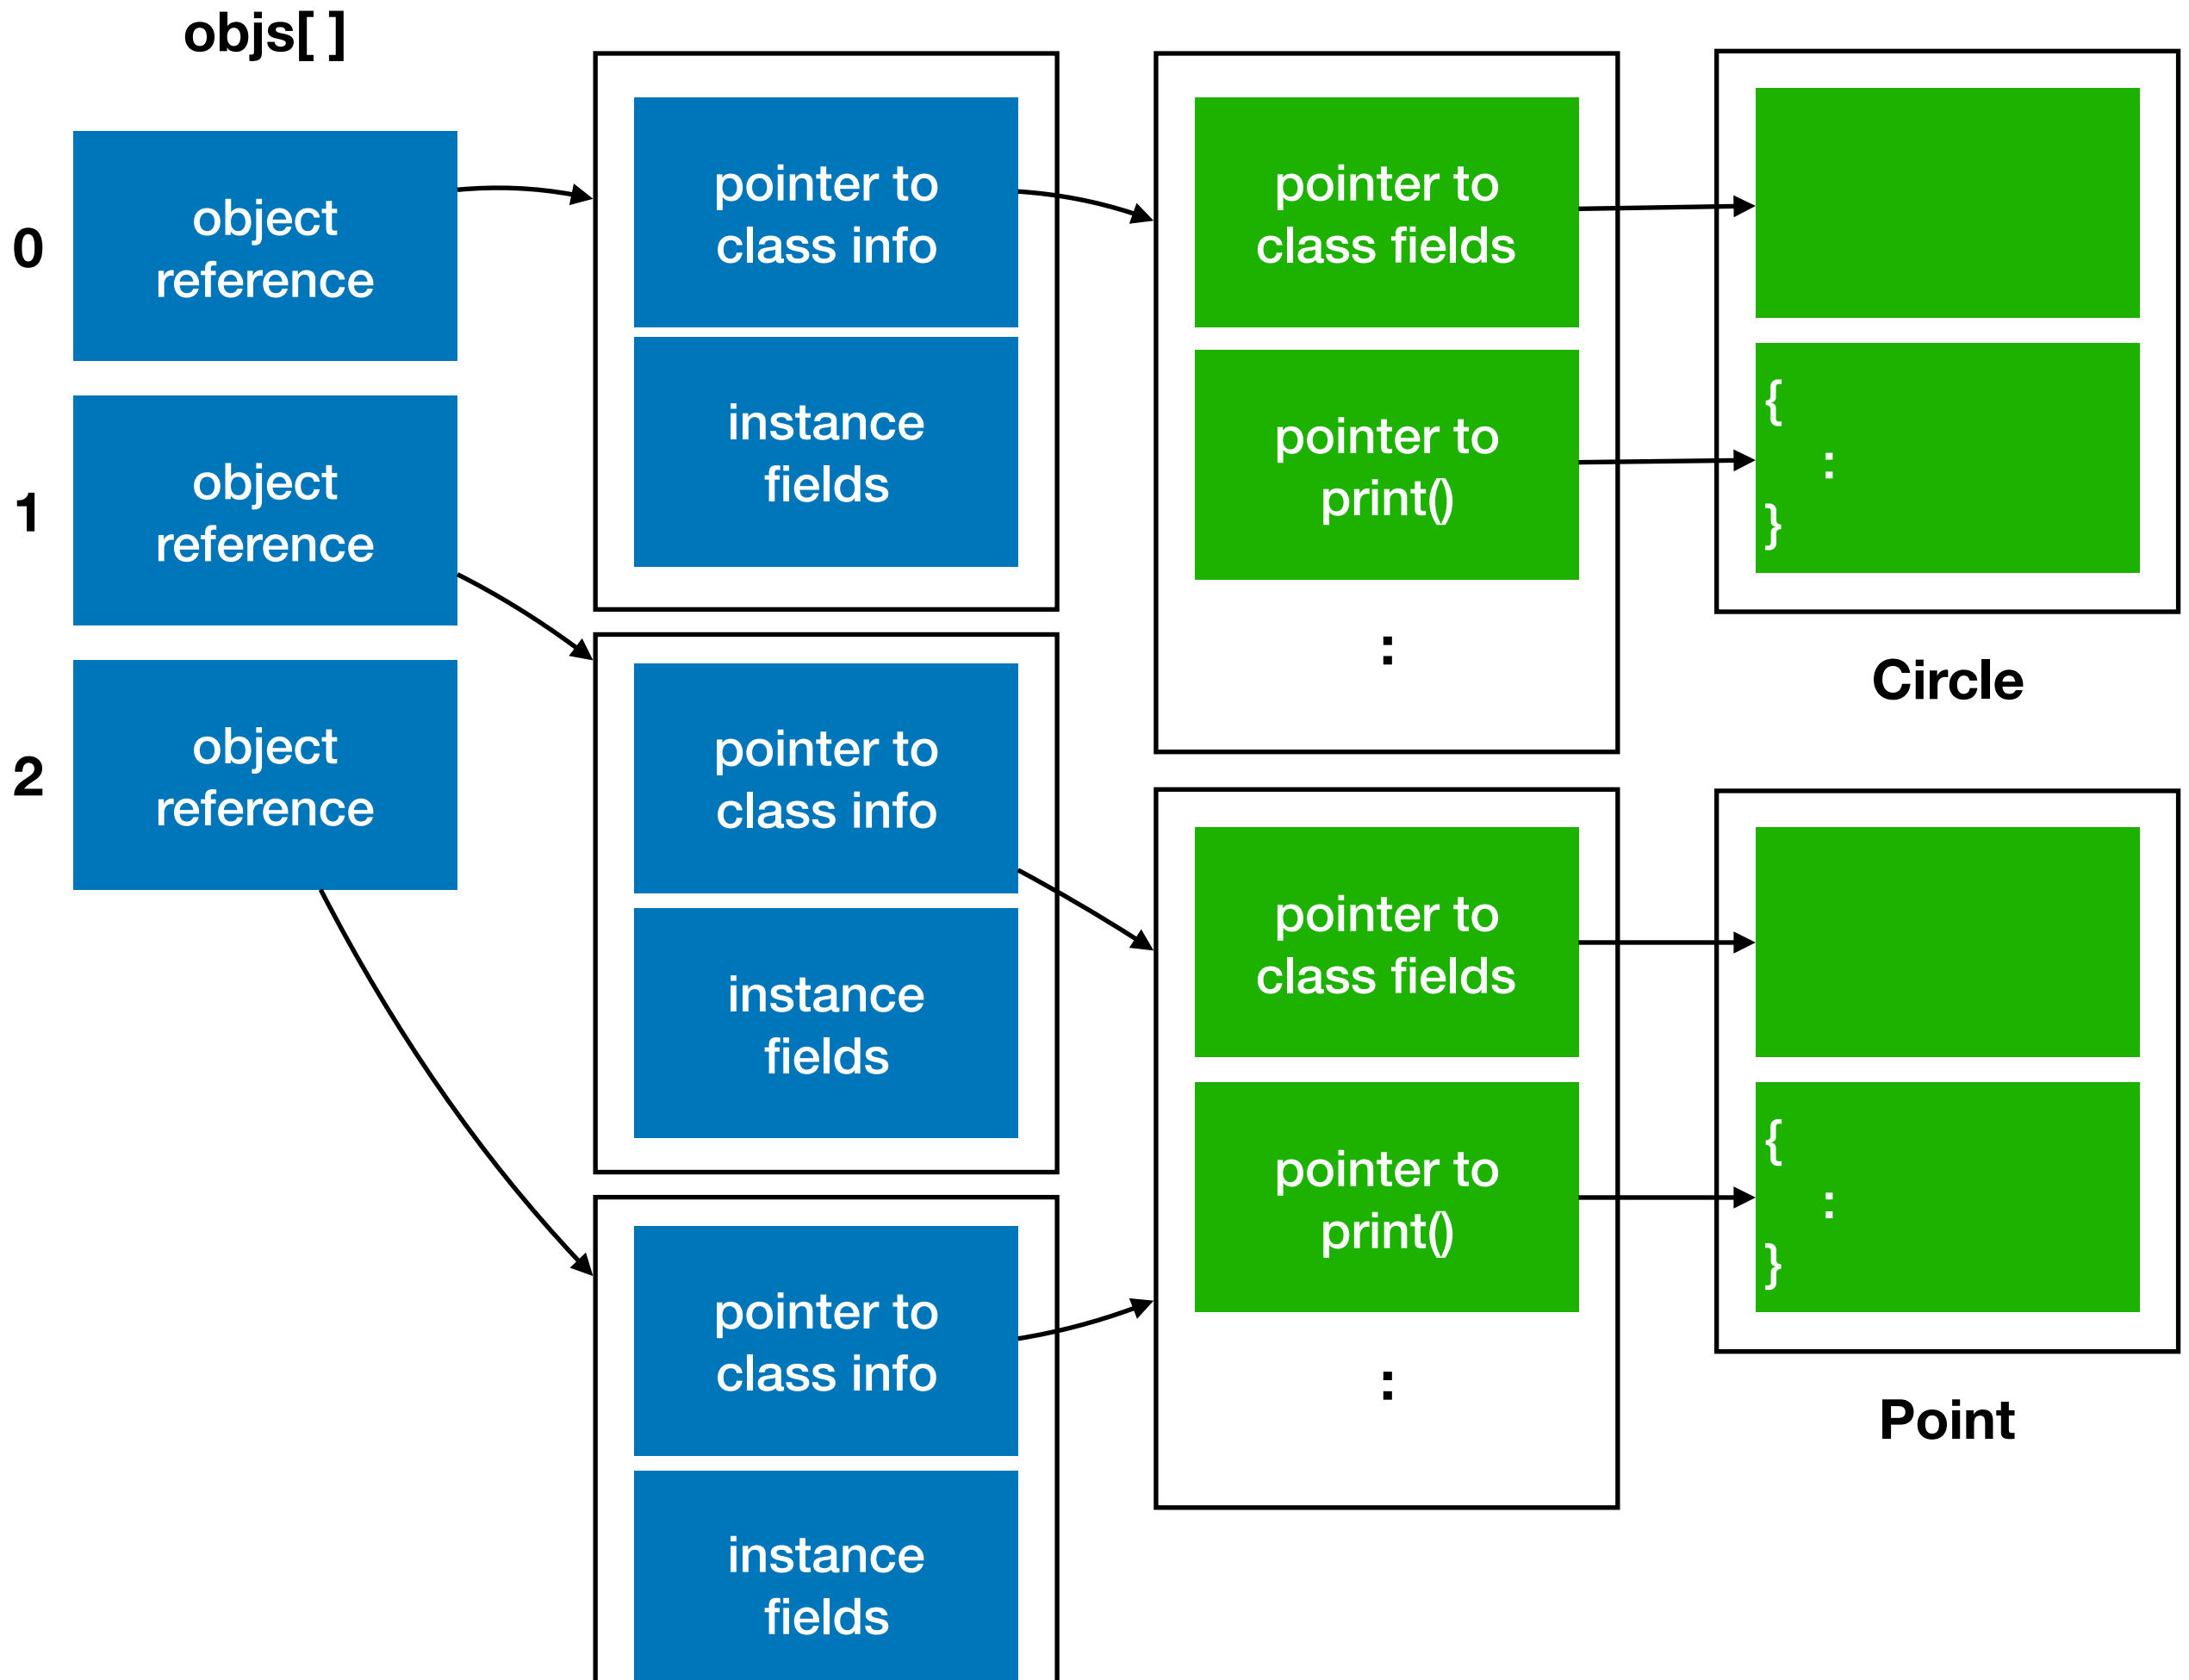 objs[ ]
0
object
reference
1
object
reference
2
object
reference
pointer to
class info
instance
fields
pointer to
class info
instance
fields
pointer to
class info
instance
fields
pointer to
class fields
pointer to
print()
:
pointer to
class fields
pointer to
print()
:
{
:
}
Circle
{
:
}
Point